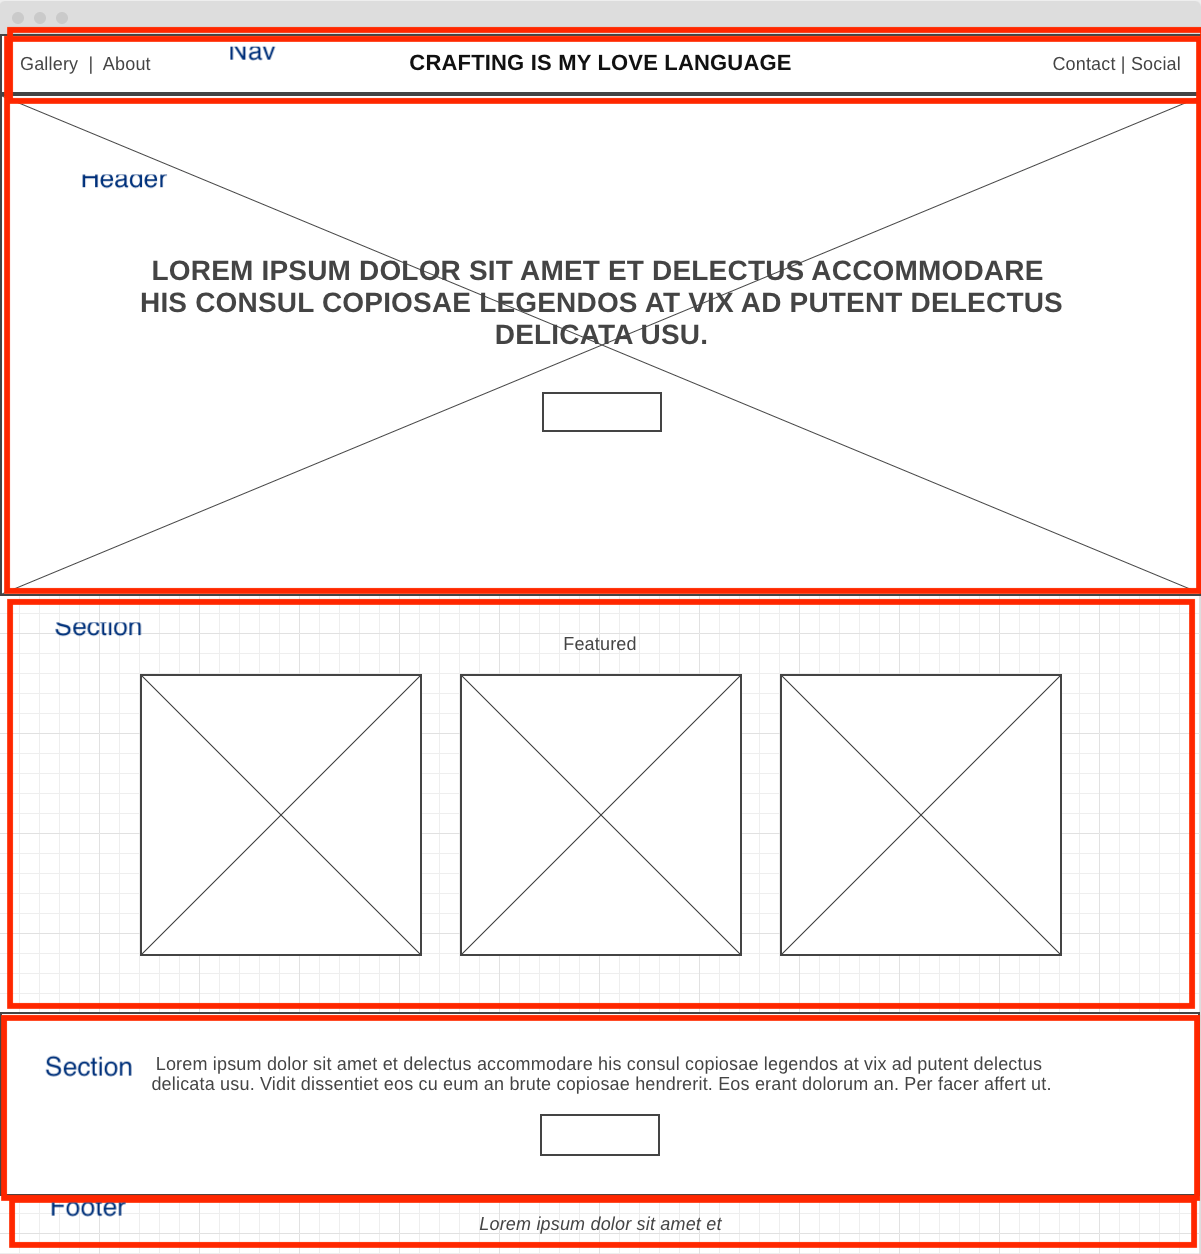 Gallery | About
Nav
CRAFTING IS MY LOVE LANGUAGE
Contact | Social
Header
LOREM IPSUM DOLOR SIT AMET ET DELECTUS ACCOMMODARE
HIS CONSUL COPIOSAE LEGENDOS AT VIX AD PUTENT DELECTUS
DELICATA USU.
Section
Featured
Section
Lorem ipsum dolor sit amet et delectus accommodare his consul copiosae legendos at vix ad putent delectus
delicata usu. Vidit dissentiet eos cu eum an brute copiosae hendrerit. Eos erant dolorum an. Per facer affert ut.
Footer
Lorem ipsum dolor sit amet et